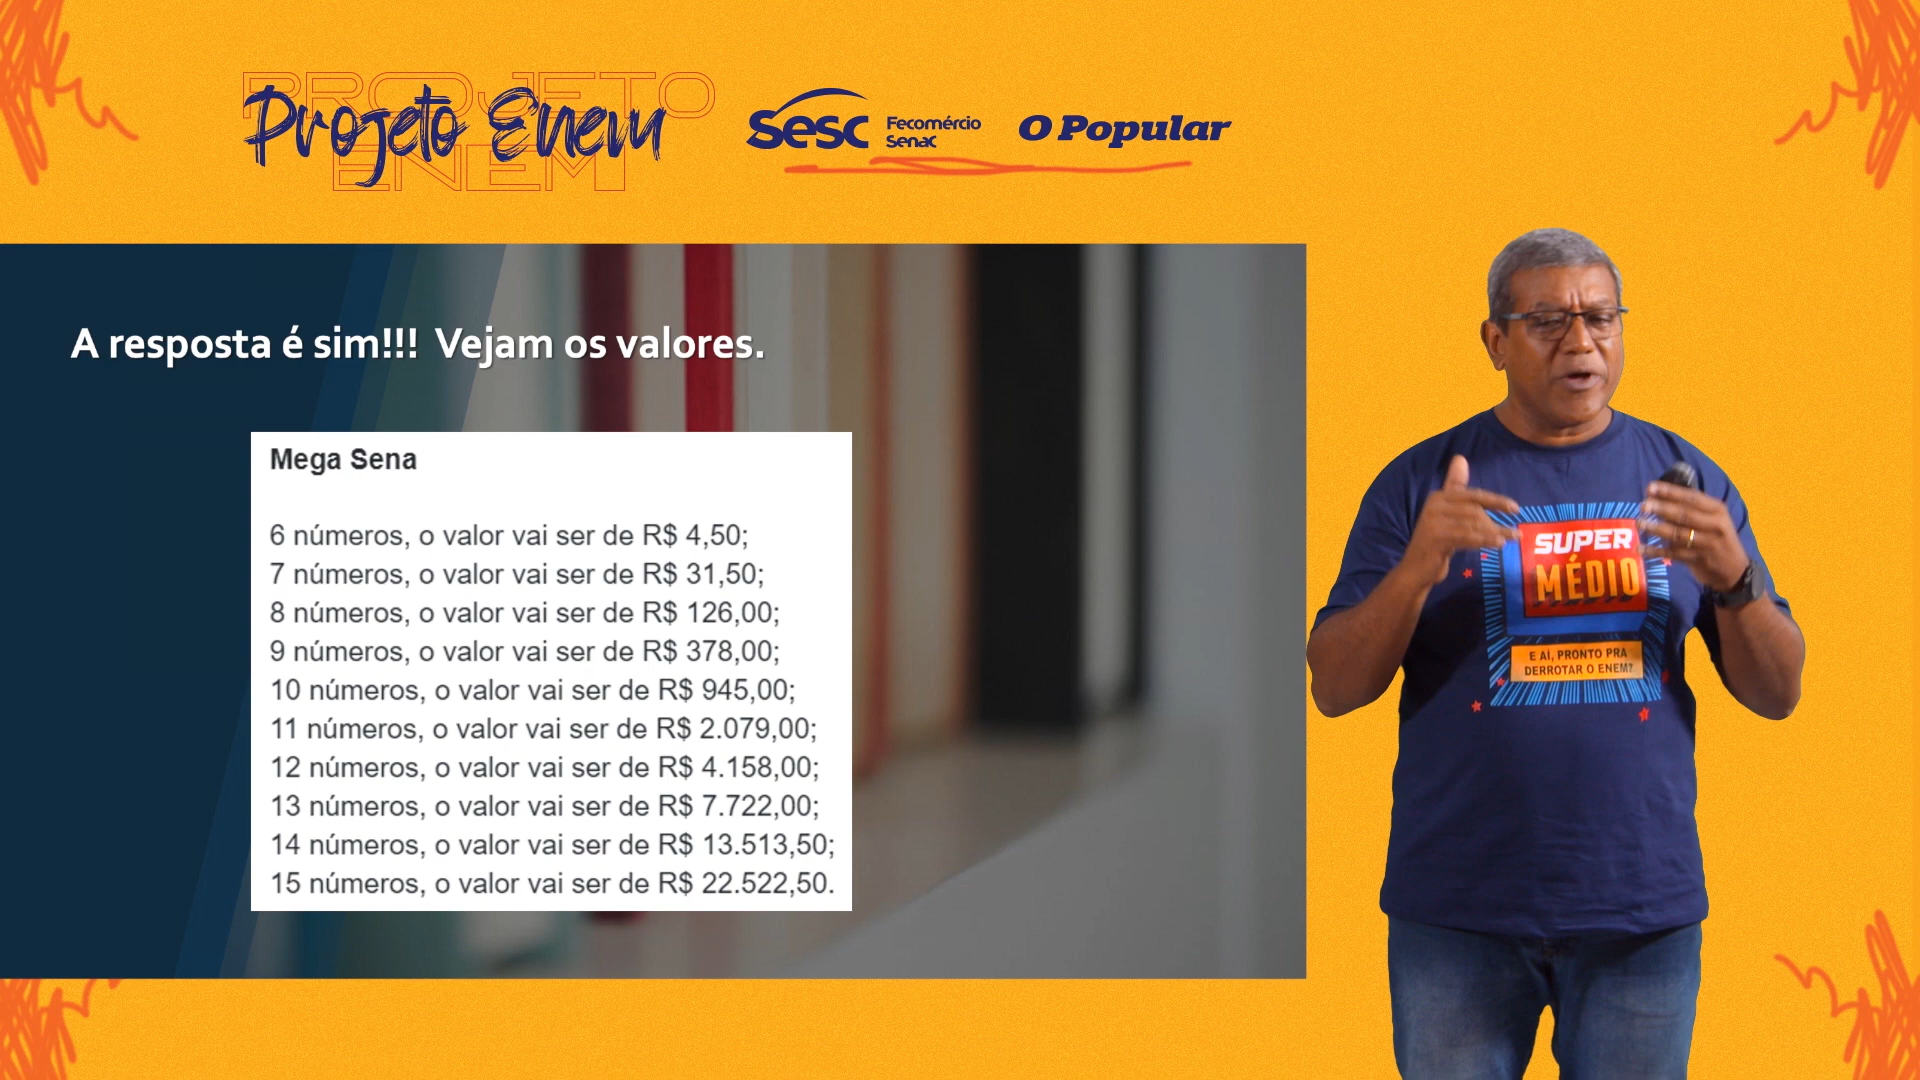 PROJETO
Projeto Enem
ENEM
Sesc
Fecomércio
Senac
O Popular
A resposta é sim!!! Vejam os valores.
Mega Sena
6 números, o valor vai ser de R$ 4,50;
7 números, o valor vai ser de R$ 31,50;
8 números, o valor vai ser de R$ 126,00;
9 números, o valor vai ser de R$ 378,00;
10 números, o valor vai ser de R$ 945,00;
11 números, o valor vai ser de R$ 2.079,00;
12 números, o valor vai ser de R$ 4.158,00;
13 números, o valor vai ser de R$ 7.722,00;
14 números, o valor vai ser de R$ 13.513,50;
15 números, o valor vai ser de R$ 22.522,50.
SUPER
MÉDIO
E AÍ, PRONTO PRA
DERROTAR O ENEM?